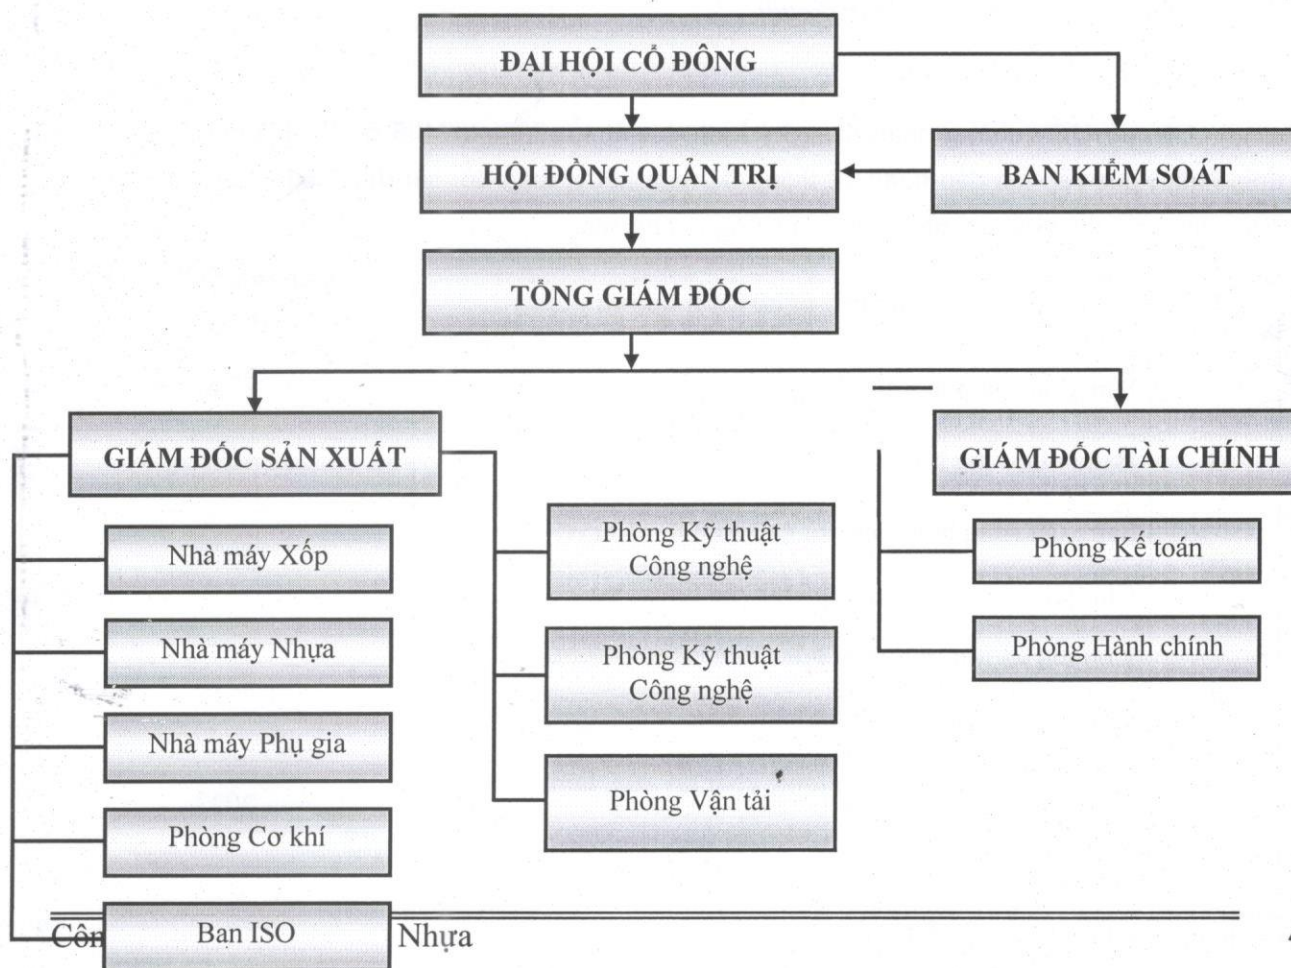 ĐẠI HỘI CỔ ĐÔNG
HỘI ĐỒNG QUẢN TRỊ
BAN KIỂM SOÁT
TỔNG GIÁM ĐỐC
GIÁM ĐỐC SẢN XUẤT
GIÁM ĐỐC TÀI CHÍNH
Nhà máy Xốp
Nhà máy Nhựa
Nhà máy Phụ gia
Phòng Cơ khí
Ban ISO
Phòng Kỹ thuật
Công nghệ
Phòng Kỹ thuật
Công nghệ
Phòng Vận tải
Phòng Kế toán
Phòng Hành chính
Côn
Nhựa